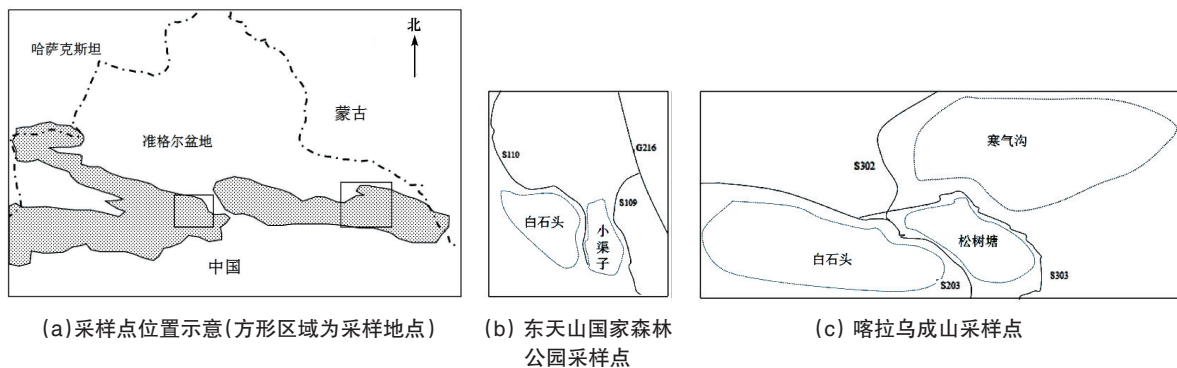 北
哈萨克斯坦
蒙古
准格尔盆地
中国
(a)采样点位置示意(方形区域为采样地点)
S110
G216
S109
白石头
小渠子
(b) 东天山国家森林
公园采样点
寒气沟
S302
松树塘
白石头
S203
S303
(c) 喀拉乌成山采样点